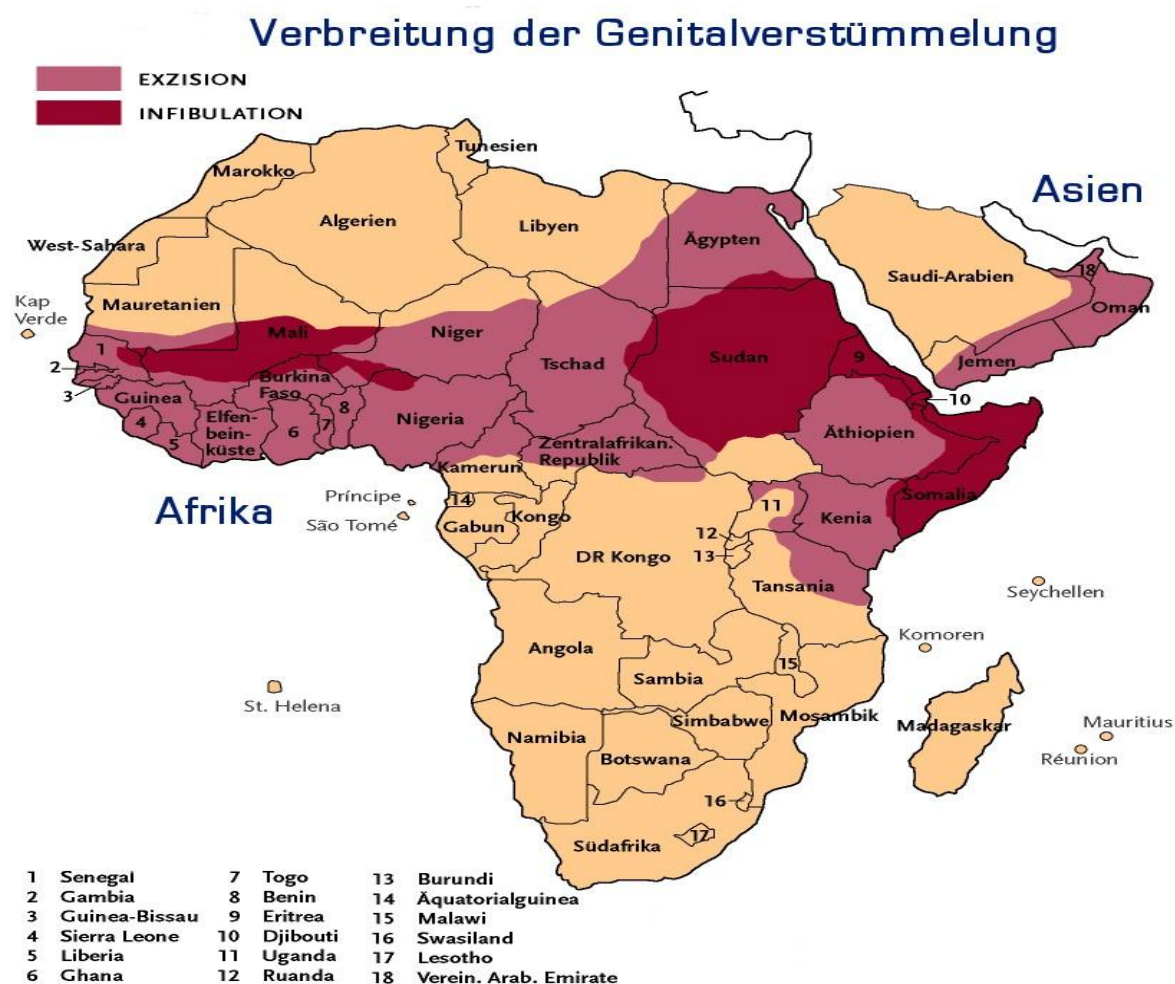 Verbreitung der Genitalverstümmelung
EXZISION
INFIBULATION
Tunesien
Marokko
Asien
Algerien
Libyen
Ägypten
West-Sahara
Saudi-Arabien
18
Mauretanien
Oman
Kap
Verde
Mali
Niger
1
Tschad
Sudan
9
Jemen
2
Burkina
Faso
10
3
Guinea
8
Elfen-
bein-
küste
4
5
6
7
Nigeria
Äthiopien
Zentralafrikan.
Republik
Kamerun
Somalia
Príncipe
14
11
Afrika
Kongo
Kenia
São Tomé
Gabun
12
DR Kongo
13
Tansania
Seychellen
Komoren
Angola
15
Sambia
St. Helena
Simbabwe
Mosambik
Madagaskar
Mauritius
Namibia
Botswana
Réunion
16
Südafrika
17
1 Senegal
2 Gambia
3 Guinea-Bissau
4 Sierra Leone
5 Liberia
6 Ghana
7 Togo
8 Benin
9 Eritrea
10 Djibouti
11 Uganda
12 Ruanda
13 Burundi
14 Äquatorialguinea
15 Malawi
16 Swasiland
17 Lesotho
18 Verein. Arab. Emirate